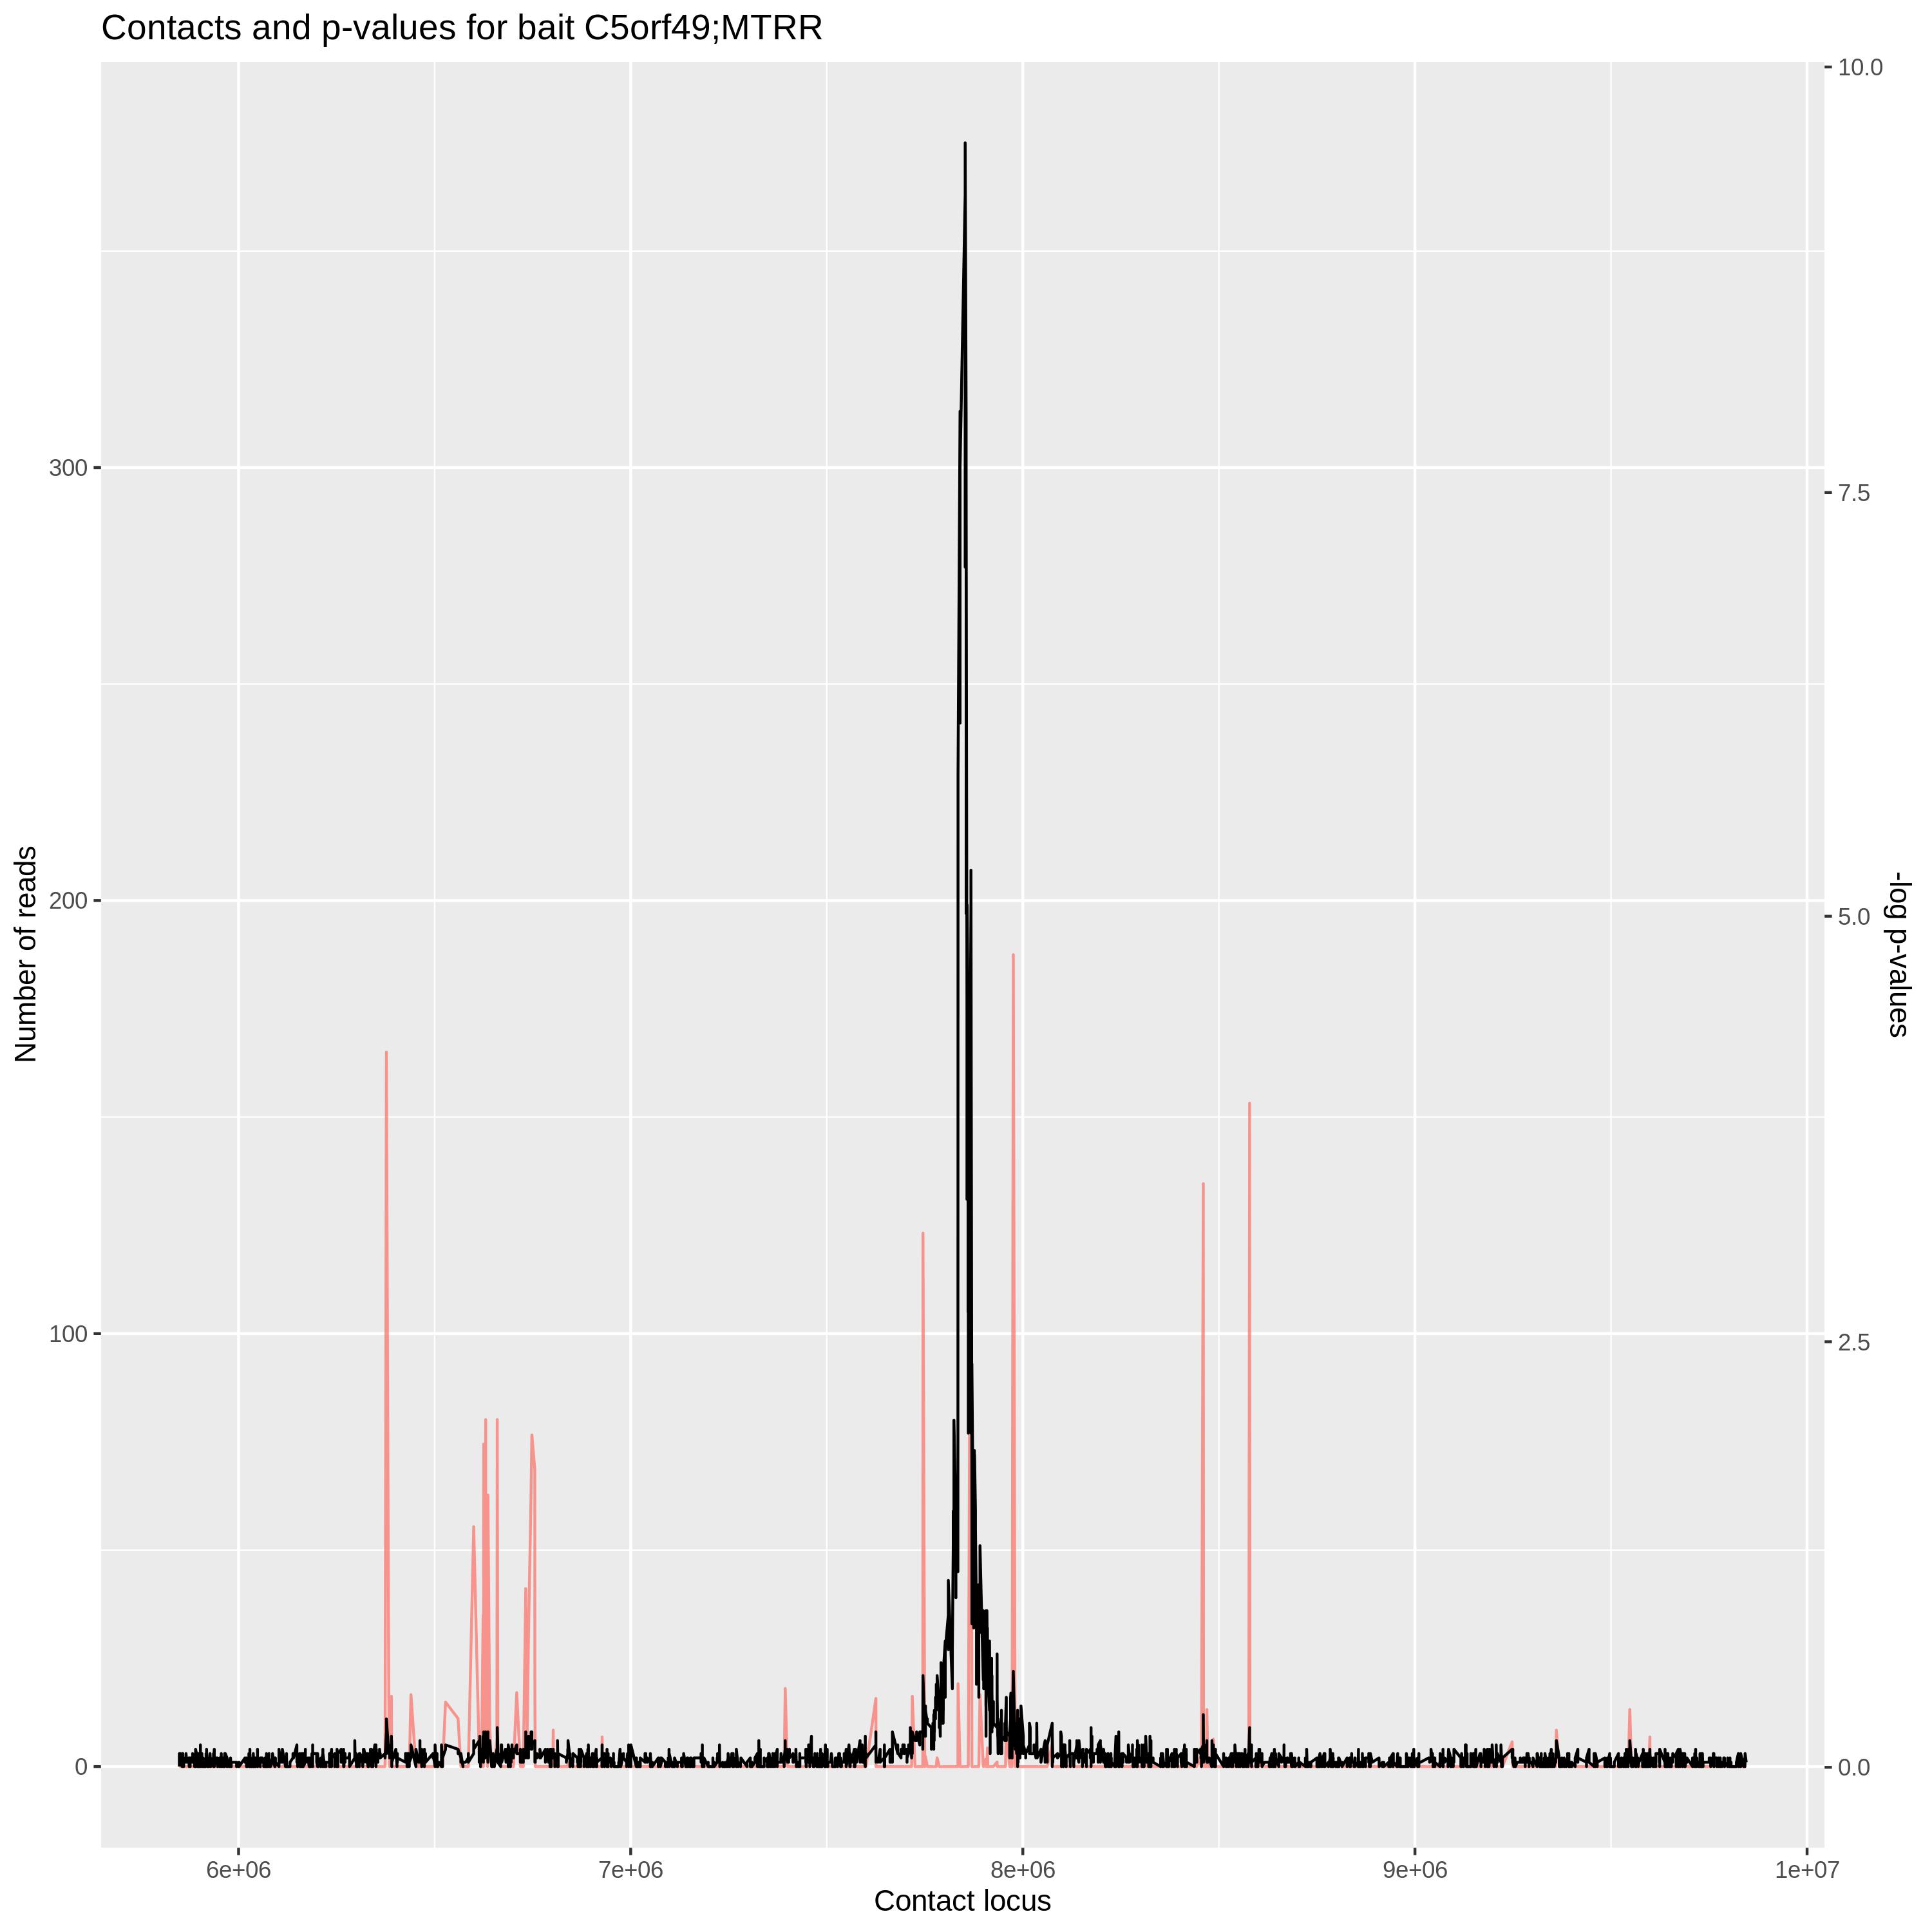 Contacts and p-values for bait C5orf49;MTRR
10.0
300
7.5
200
5.0
Number of reads
-log p-values
100
2.5
0
0.0
6e+06 7e+06 8e+06 9e+06 1e+07
Contact locus